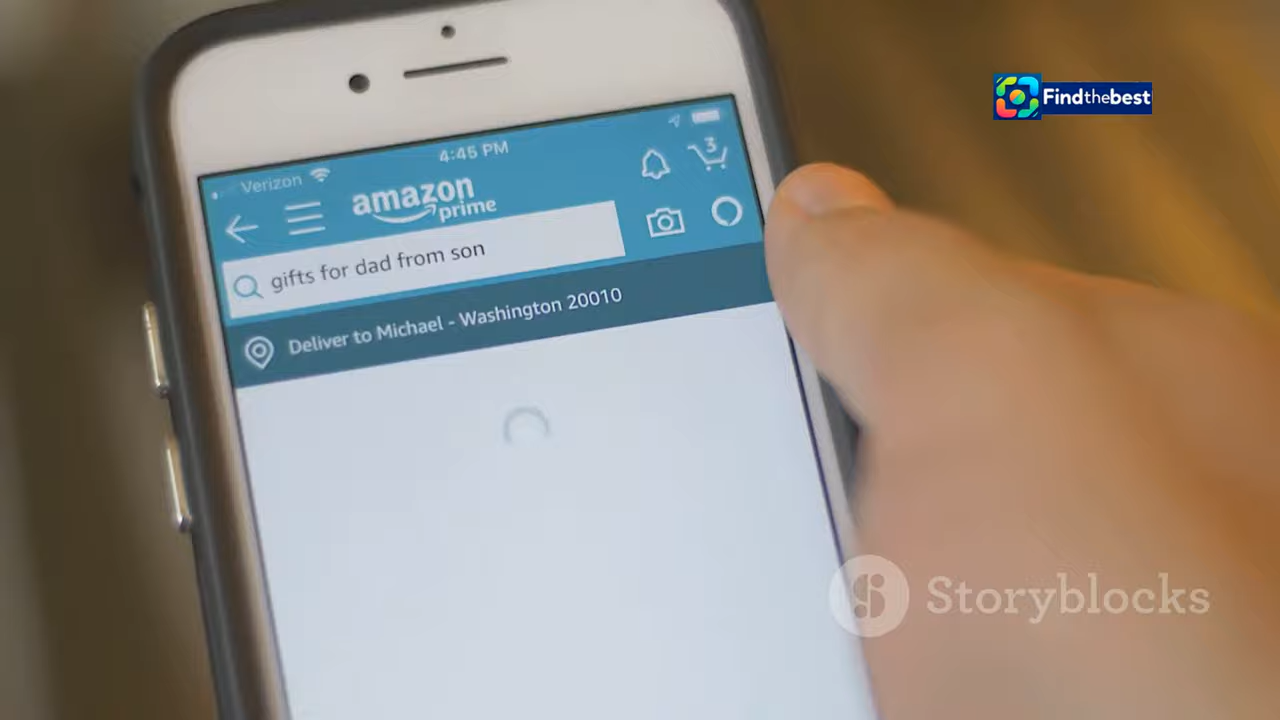 Findthebest
Verizon
4:45 PM
3
amazon
prime
gifts for dad from son
Deliver to Michael - Washington 20010
Storyblocks